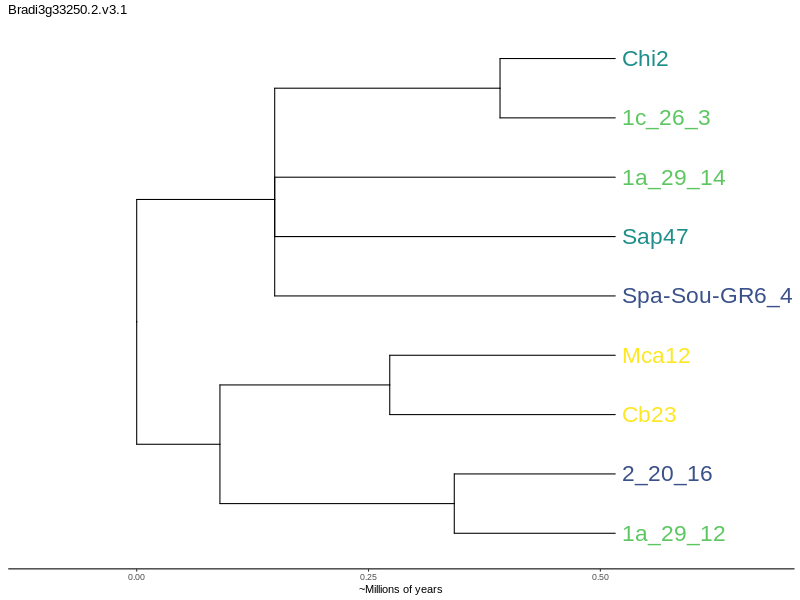 Bradi3g33250.2.v3.1
Chi2
1c_26_3
1a_29_14
Sap47
Spa-Sou-GR6_4
Mca12
Cb23
2_20_16
1a_29_12
0.00 0.25 0.50
~Millions of years